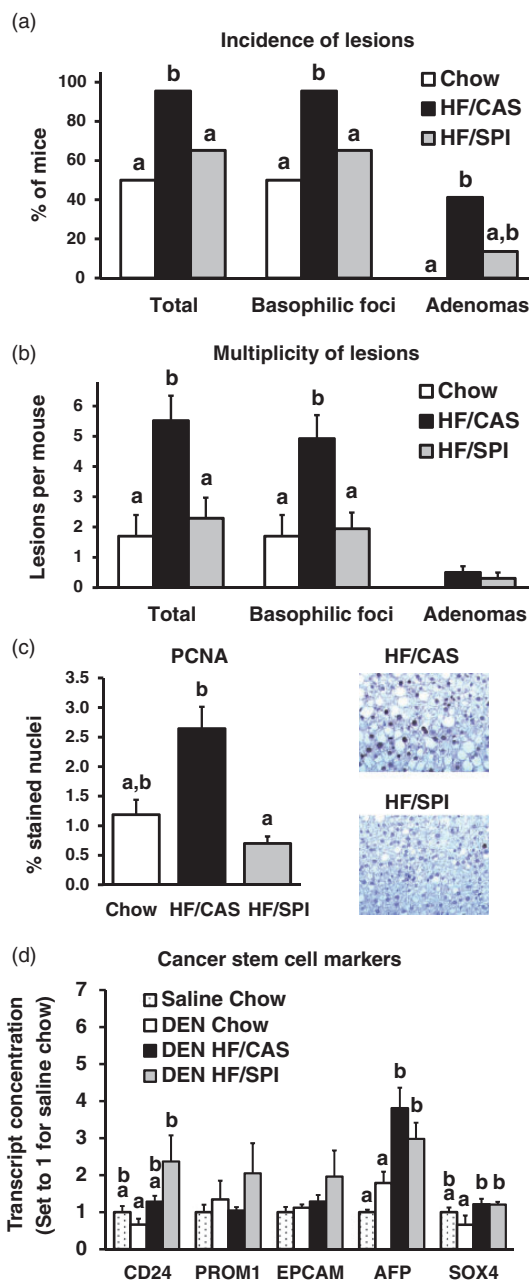 (a)
Incidence of lesions
% of mice
100
80
60
40
20
0
Chow
HF/CAS
HF/SPI
a b a
a b a
a b a,b
Total Basophilic foci Adenomas
(b)
Multiplicity of lesions
Lesions per mouse
6
5
4
3
2
1
0
Chow
HF/CAS
HF/SPI
a b a
a b a
Total Basophilic foci Adenomas
(c)
PCNA
% stained nuclei
3.5
3.0
2.5
2.0
1.5
1.0
0.5
0.0
a,b b a
Chow HF/CAS HF/SPI
HF/CAS
HF/SPI
(d)
Cancer stem cell markers
Transcript concentration
(Set to 1 for saline chow)
7
6
5
4
3
2
1
0
Saline Chow
DEN Chow
DEN HF/CAS
DEN HF/SPI
b
a
a
b
a
b
a a b b
b
a
a
b b
CD24 PROM1 EPCAM AFP SOX4